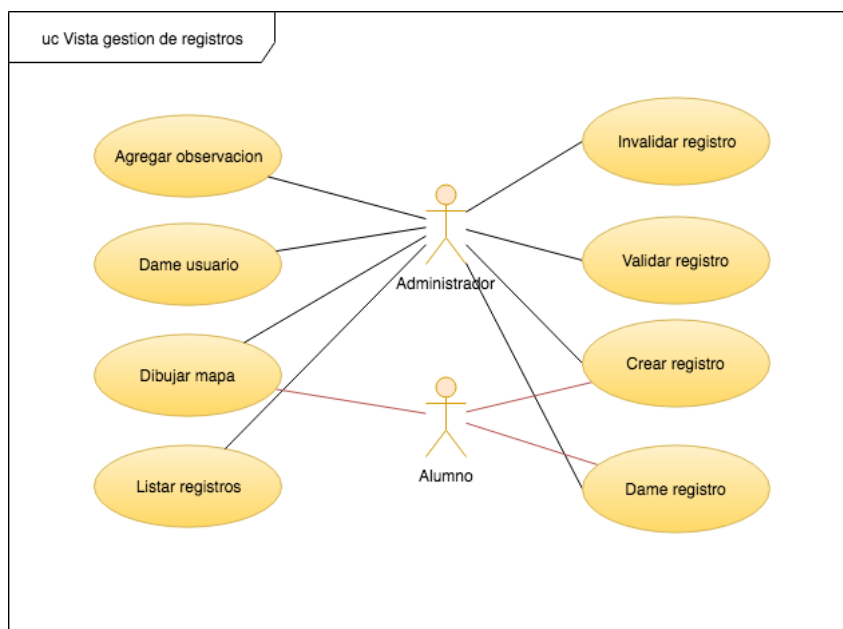 uc Vista gestion de registros
Agregar observacion
Invalidar registro
Dame usuario
Validar registro
Administrador
Dibujar mapa
Crear registro
Alumno
Listar registros
Dame registro